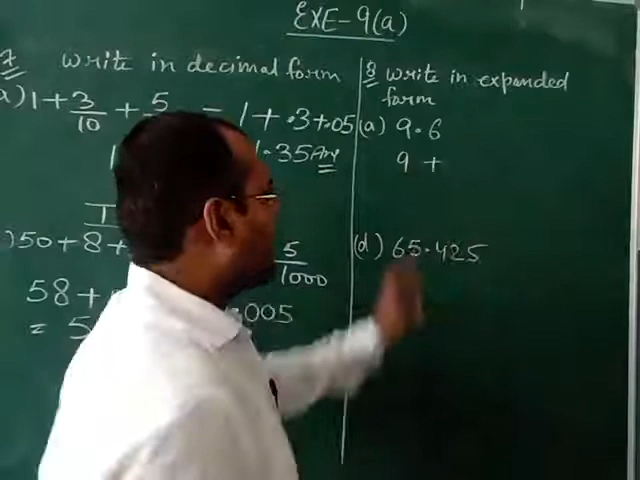 EXE-9(a)
7 write in decimal form
a) 1+3/10+5 = 1+.3+.05
1.35 Ans
)50+8+ 5/1000
58+ .005
= 5
8 write in expanded
form
(a) 9.6
9 +
(d) 65.425